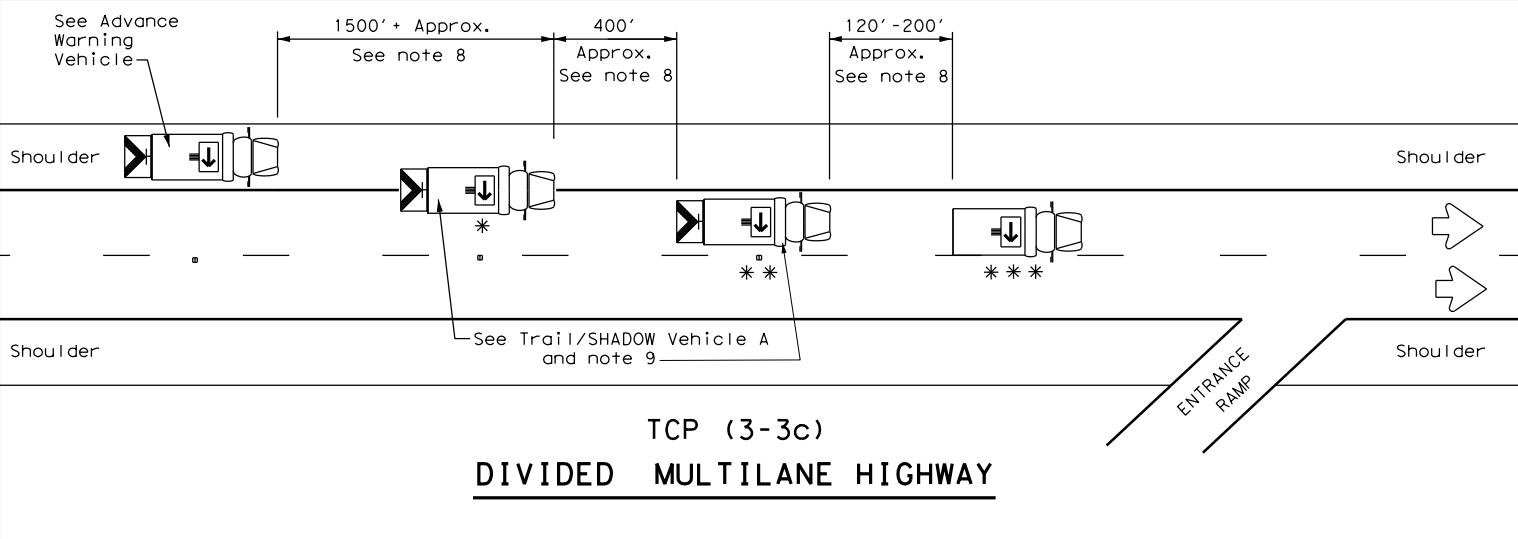 See Advance
Warning
Vehicle
1500'+ Approx.
See note 8
400'
Approx.
See note 8
120'-200'
Approx.
See note 8
Shoulder
Shoulder
*
* *
* * *
See Trail/SHADOW Vehicle A
and note 9
Shoulder
Shoulder
ENTRANCE
RAMP
TCP (3-3c)
DIVIDED MULTILANE HIGHWAY